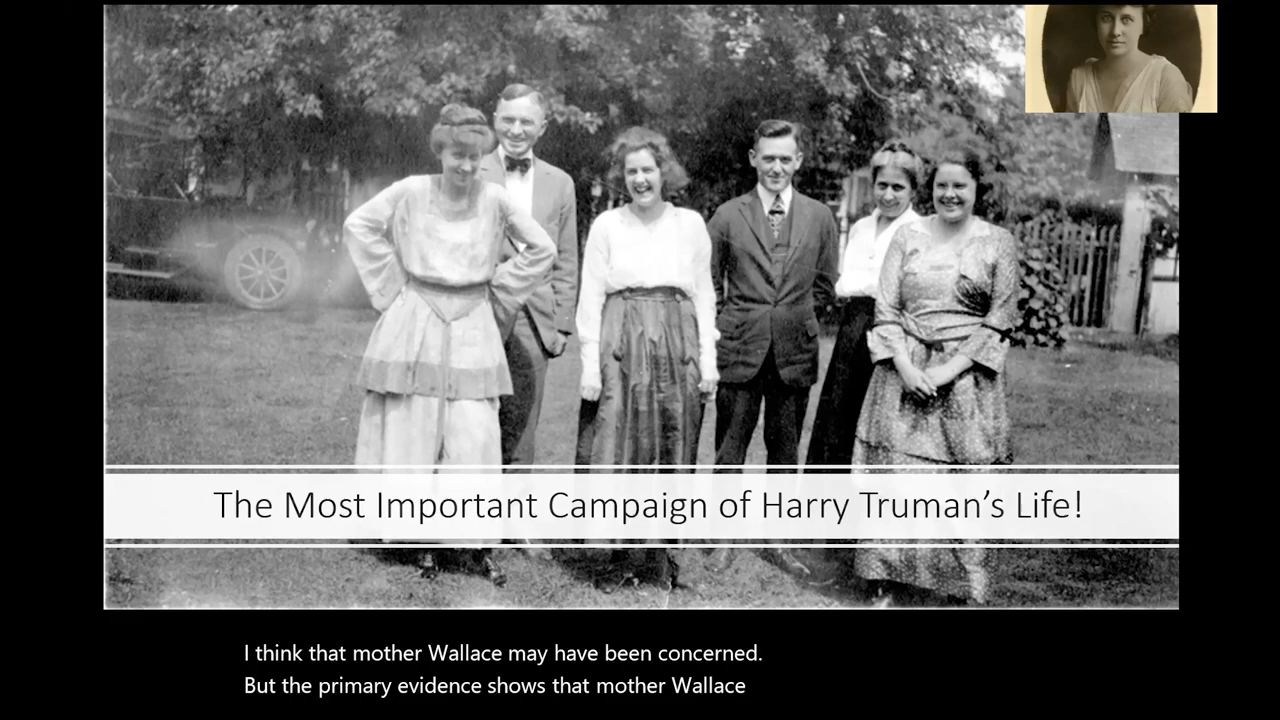 The Most Important Campaign of Harry Truman’s Life!
I think that mother Wallace may have been concerned.
But the primary evidence shows that mother Wallace